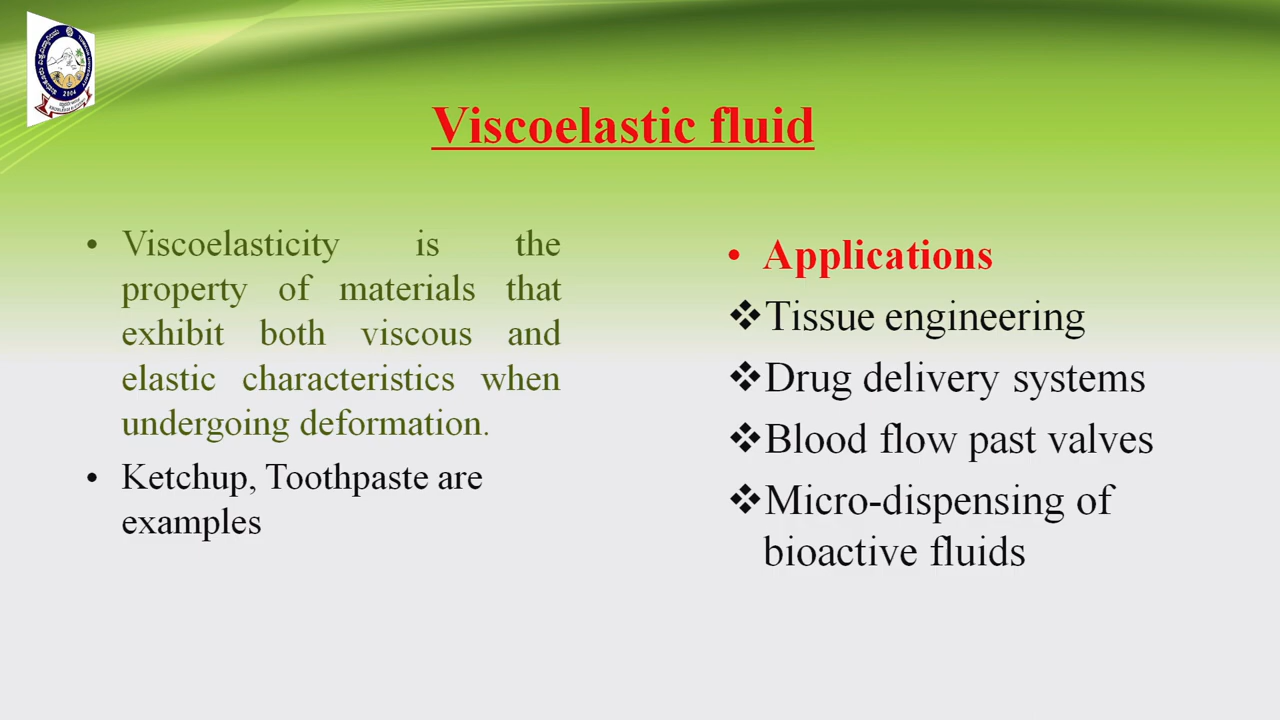 Viscoelastic fluid
• Viscoelasticity is the
property of materials that
exhibit both viscous and
elastic characteristics when
undergoing deformation.
• Ketchup, Toothpaste are
examples
• Applications
❖Tissue engineering
❖Drug delivery systems
❖Blood flow past valves
❖Micro-dispensing of
bioactive fluids
2004